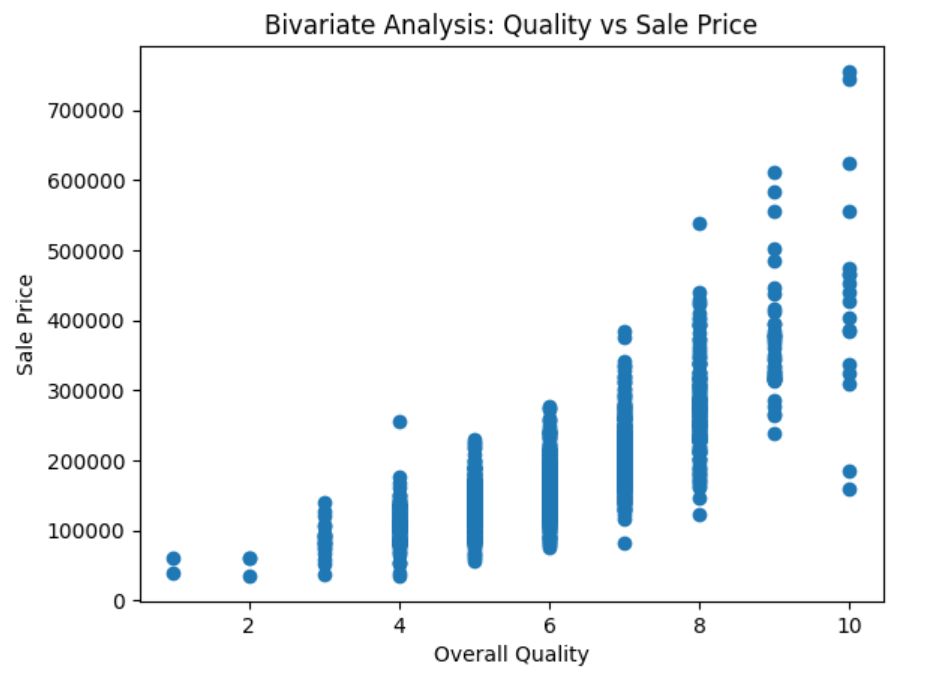 Bivariate Analysis: Quality vs Sale Price
700000
600000
500000
400000
300000
200000
100000
0
Sale Price
2 4 6 8 10
Overall Quality